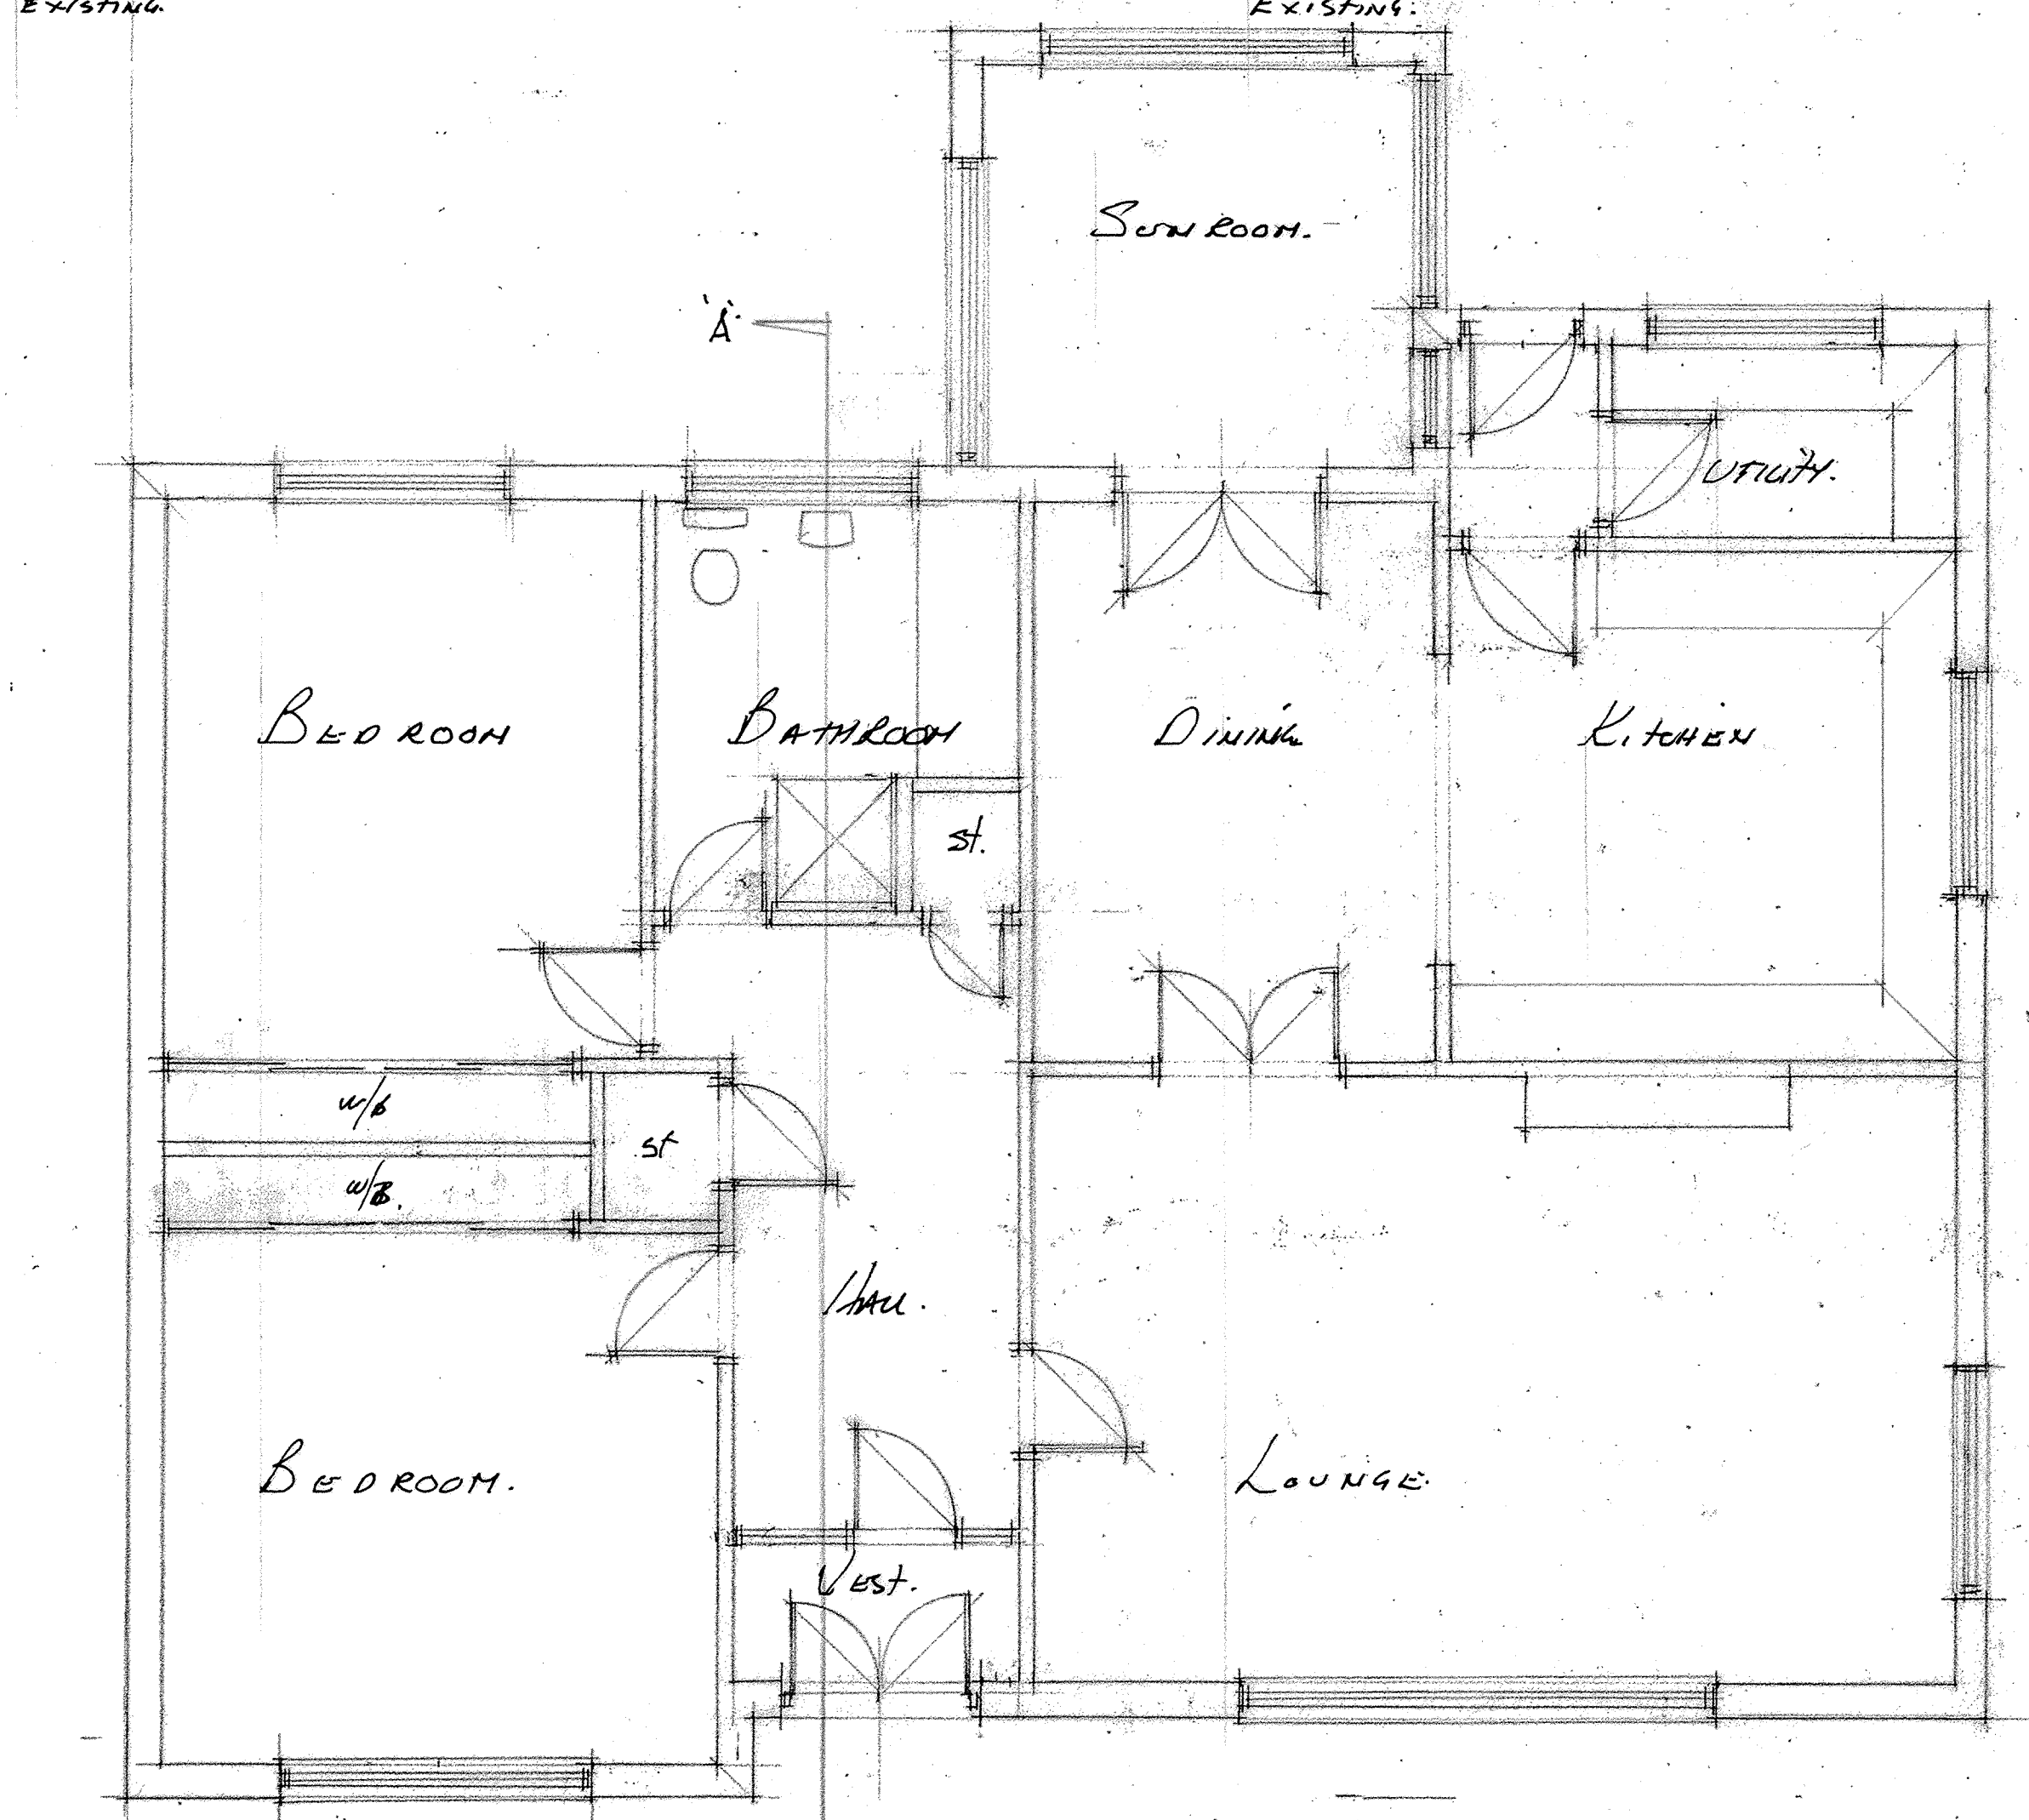 EXISTING.
EXISTING.
SUNROOM.
'A'
UTILITY.
BEDROOM
BATHROOM
DINING
KITCHEN
St.
W/B
St
W/B.
HALL.
BEDROOM.
LOUNGE.
VEST.